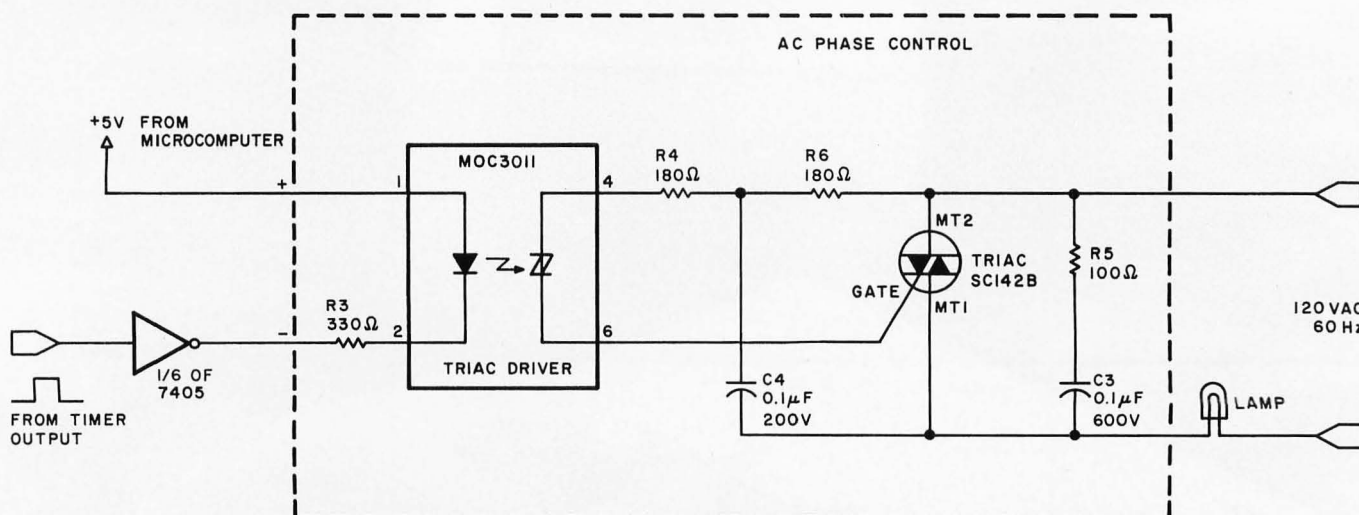 AC PHASE CONTROL
+5V FROM
MICROCOMPUTER
+
1
MOC3011
4
R4
180Ω
R6
180Ω
MT2
TRIAC
SC142B
GATE
MT1
R5
100Ω
120 VAC
60 Hz
−
R3
330Ω
2
TRIAC DRIVER
6
1/6 OF
7405
FROM TIMER
OUTPUT
C4
0.1μF
200V
C3
0.1μF
600V
LAMP